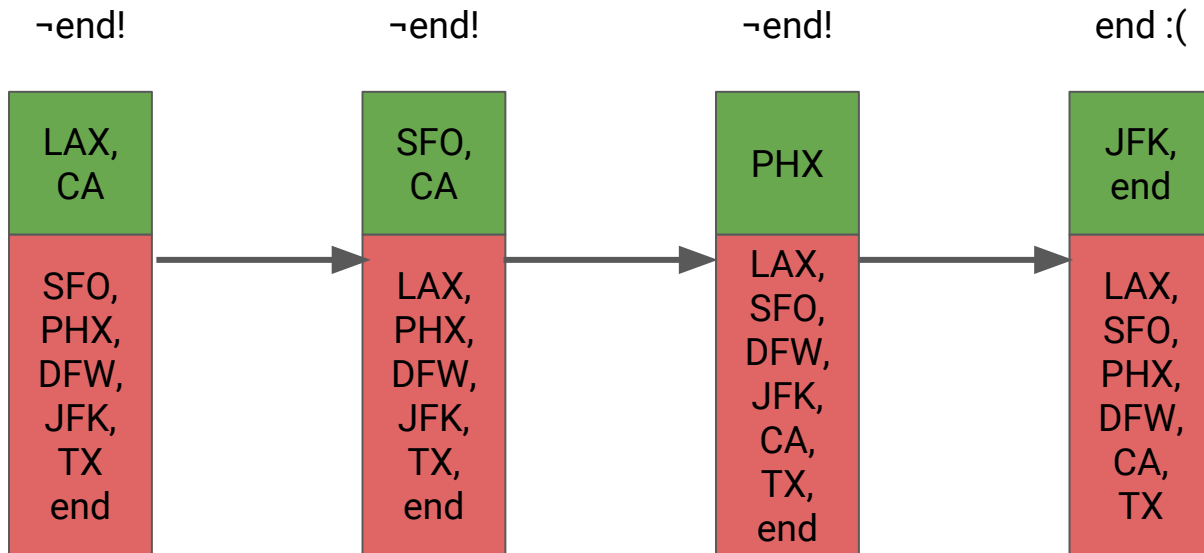 ¬end!
¬end!
¬end!
end :(
LAX,
CA
SFO,
PHX,
DFW,
JFK,
TX
end
SFO,
CA
LAX,
PHX,
DFW,
JFK,
TX,
end
PHX
LAX,
SFO,
DFW,
JFK,
CA,
TX,
end
JFK,
end
LAX,
SFO,
PHX,
DFW,
CA,
TX